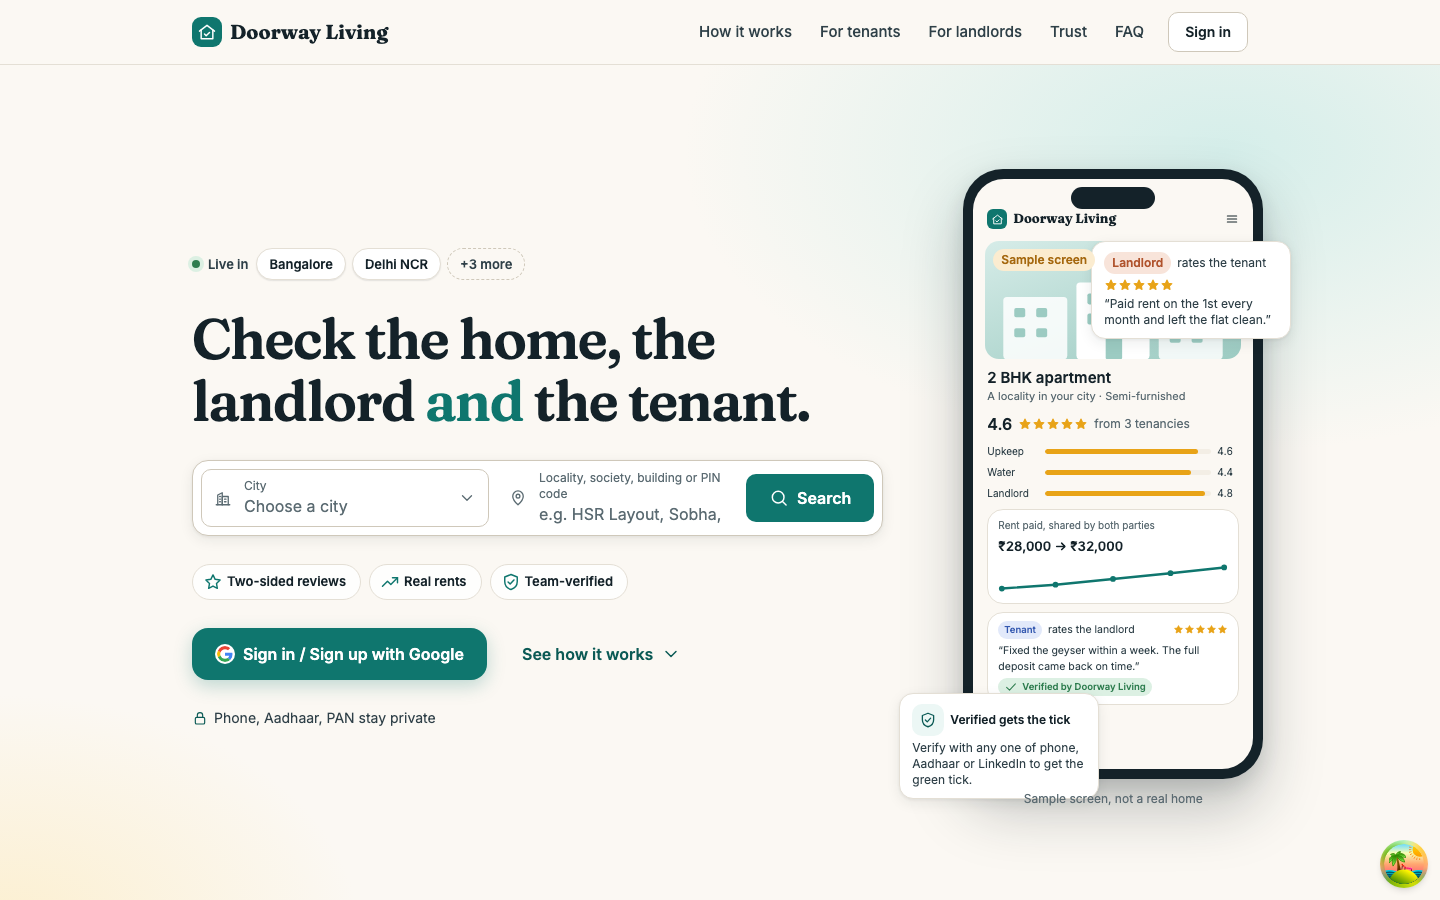 Doorway Living
How it works
For tenants
For landlords
Trust
FAQ
Sign in
Live in
Bangalore
Delhi NCR
+3 more
Check the home, the
landlord and the tenant.
City
Choose a city
Locality, society, building or PIN
code
e.g. HSR Layout, Sobha,
Search
Two-sided reviews
Real rents
Team-verified
Sign in / Sign up with Google
See how it works
Phone, Aadhaar, PAN stay private
Doorway Living
Sample screen
Landlord rates the tenant
“Paid rent on the 1st every
month and left the flat clean.”
2 BHK apartment
A locality in your city · Semi-furnished
4.6 from 3 tenancies
Upkeep 4.6
Water 4.4
Landlord 4.8
Rent paid, shared by both parties
₹28,000 → ₹32,000
Tenant rates the landlord
“Fixed the geyser within a week. The full
deposit came back on time.”
Verified by Doorway Living
Verified gets the tick
Verify with any one of phone,
Aadhaar or LinkedIn to get the
green tick.
Sample screen, not a real home